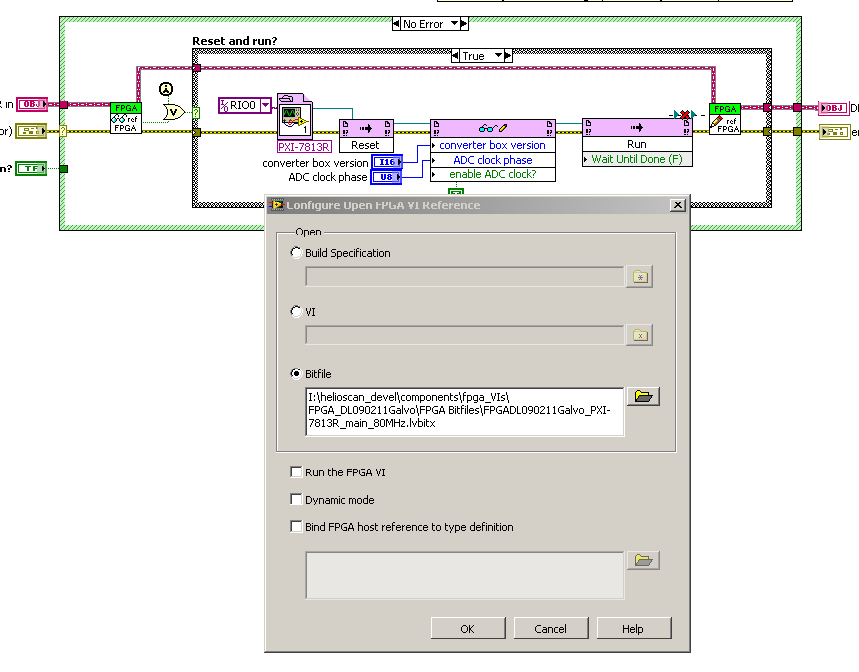 No Error
Reset and run?
True
R in
OBJ
FPGA
ref
FPGA
RIO0
1
FPGA
ref
FPGA
OBJ
or)
V
PXI-7813R
Reset
converter box version
ADC clock phase
enable ADC clock?
Run
Wait Until Done (F)
converter box version
I16
ADC clock phase
U8
n?
TF
Configure Open FPGA VI Reference
Open
Build Specification
VI
Bitfile
I:\helioscan_devel\components\fpga_VIs\
FPGA_DL090211Galvo\FPGA Bitfiles\FPGADL090211Galvo_PXI-
7813R_main_80MHz.lvbitx
Run the FPGA VI
Dynamic mode
Bind FPGA host reference to type definition
OK
Cancel
Help